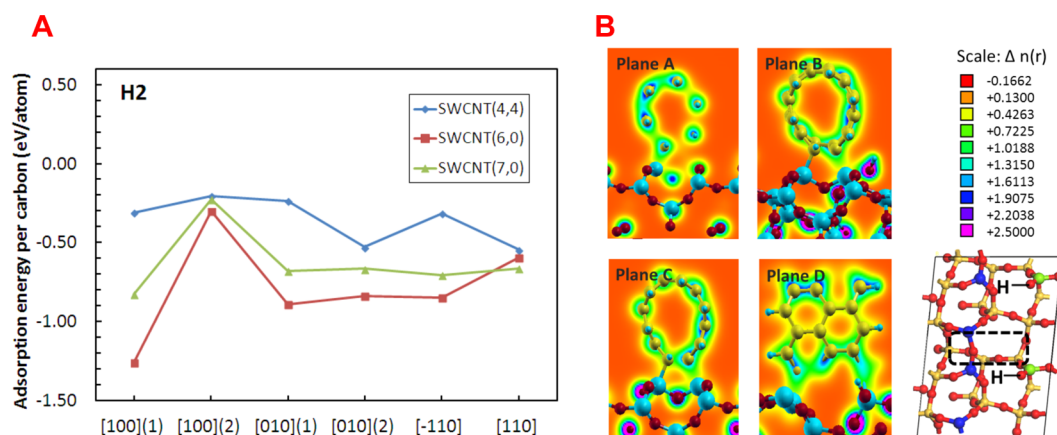 A
B
Adsorption energy per carbon (eV/atom)
0.50
0.00
-0.50
-1.00
-1.50
H2
SWCNT(4,4)
SWCNT(6,0)
SWCNT(7,0)
[100](1)
[100](2)
[010](1)
[010](2)
[-110]
[110]
Plane A
Plane B
Plane C
Plane D
Scale: Δ n(r)
-0.1662
+0.1300
+0.4263
+0.7225
+1.0188
+1.3150
+1.6113
+1.9075
+2.2038
+2.5000
H
H